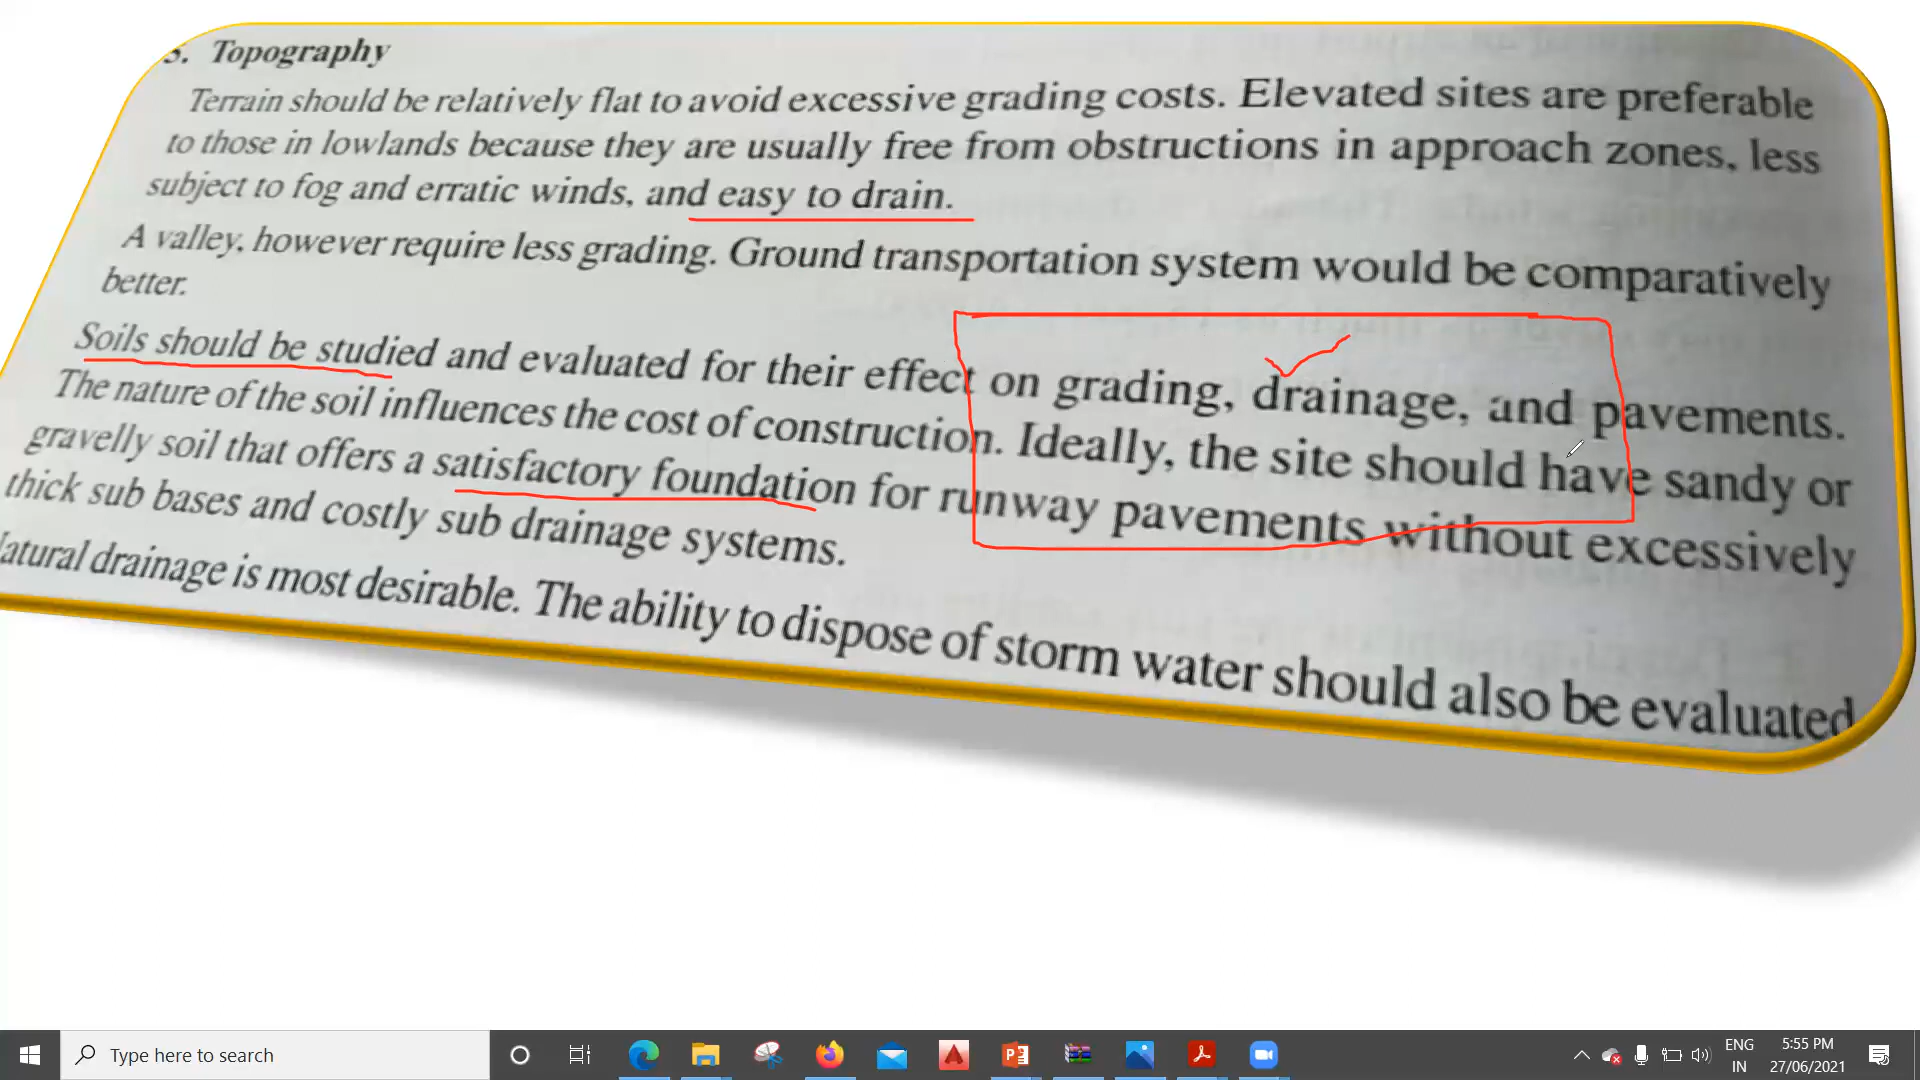 5. Topography
Terrain should be relatively flat to avoid excessive grading costs. Elevated sites are preferable
to those in lowlands because they are usually free from obstructions in approach zones, less
subject to fog and erratic winds, and easy to drain.
A valley, however require less grading. Ground transportation system would be comparatively
better.
Soils should be studied and evaluated for their effect on grading, drainage, and pavements.
The nature of the soil influences the cost of construction. Ideally, the site should have sandy or
gravelly soil that offers a satisfactory foundation for runway pavements without excessively
thick sub bases and costly sub drainage systems.
Natural drainage is most desirable. The ability to dispose of storm water should also be evaluated
Type here to search
ENG
IN
5:55 PM
27/06/2021